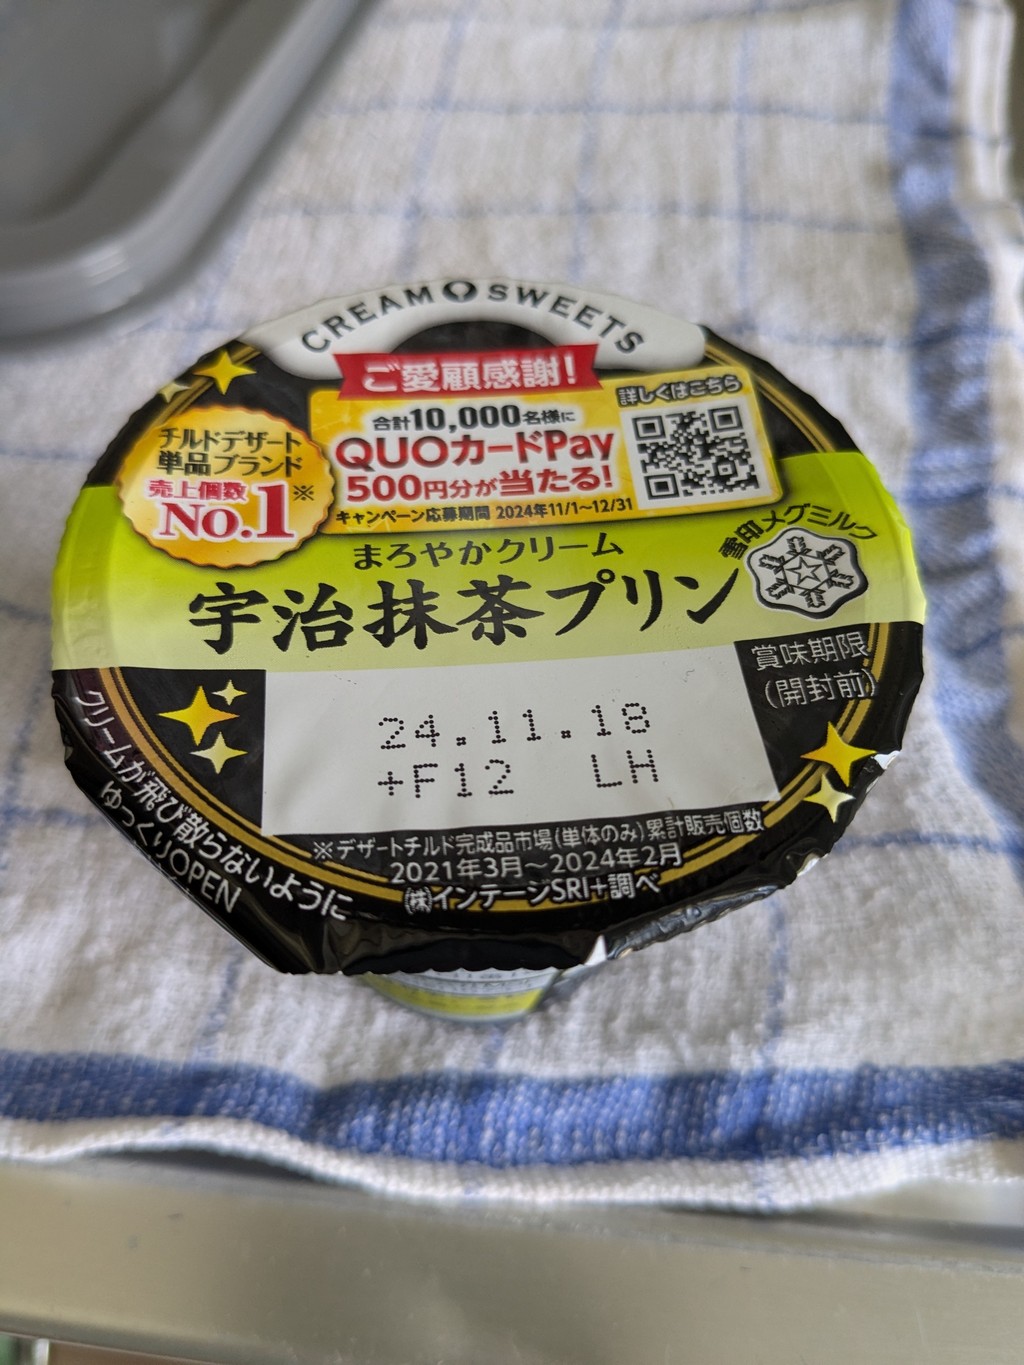 CREAM SWEETS
ご愛顧感謝!
合計10,000名様に
QUOカードPay
500円分が当たる!
キャンペーン応募期間 2024年11/1~12/31
詳しくはこちら
チルドデザート
単品ブランド
売上個数※
No.1
まろやかクリーム
宇治抹茶プリン
雪印メグミルク
賞味期限
(開封前)
24.11.18
+F12 LH
※デザートチルド完成品市場(単体のみ)累計販売個数
2021年3月~2024年2月
㈱インテージSRI+調べ
クリームが飛び散らないように
ゆっくりOPEN